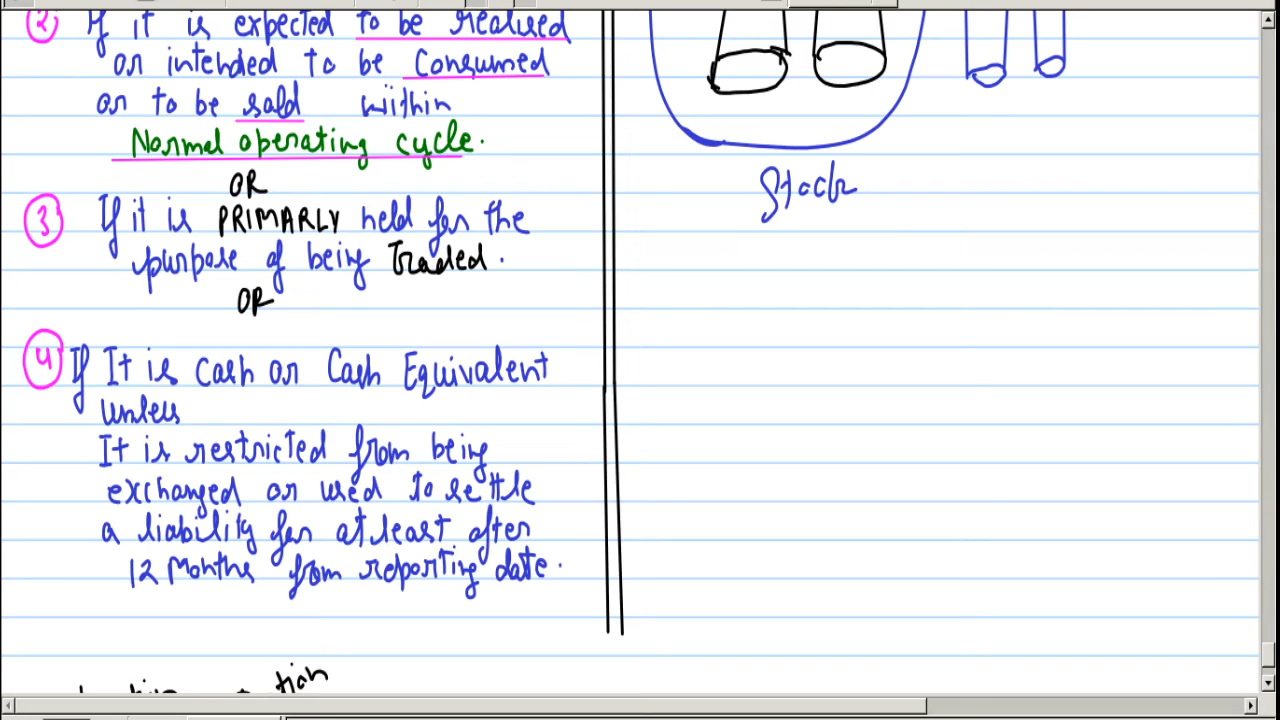 2 If it is expected to be realised
or intended to be Consumed
or to be sold within
Normal operating cycle.
OR
3 If it is PRIMARLY held for the
purpose of being Traded.
OR
4 If It is cash or Cash Equivalent
unless
It is restricted from being
exchanged or used to settle
a liability for at least after
12 Months from reporting date.
Stock